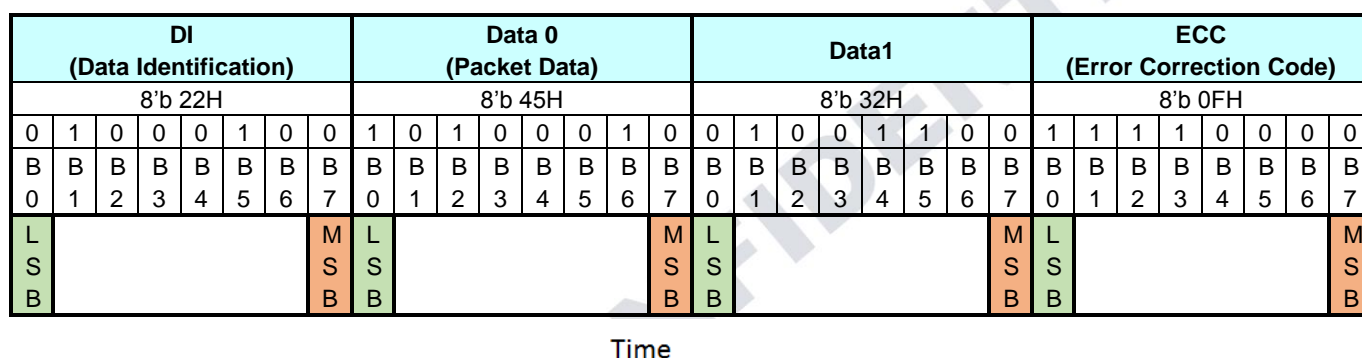 DI
(Data Identification)
Data 0
(Packet Data)
Data1
ECC
(Error Correction Code)
8’b 22H
8’b 45H
8’b 32H
8’b 0FH
0 1 0 0 0 1 0 0 1 0 1 0 0 0 1 0 0 1 0 0 1 1 0 0 1 1 1 1 0 0 0 0
B B B B B B B B B B B B B B B B B B B B B B B B B B B B B B B B
0 1 2 3 4 5 6 7 0 1 2 3 4 5 6 7 0 1 2 3 4 5 6 7 0 1 2 3 4 5 6 7
L M L M L M L M
S S S S S S S S
B B B B B B B B
Time